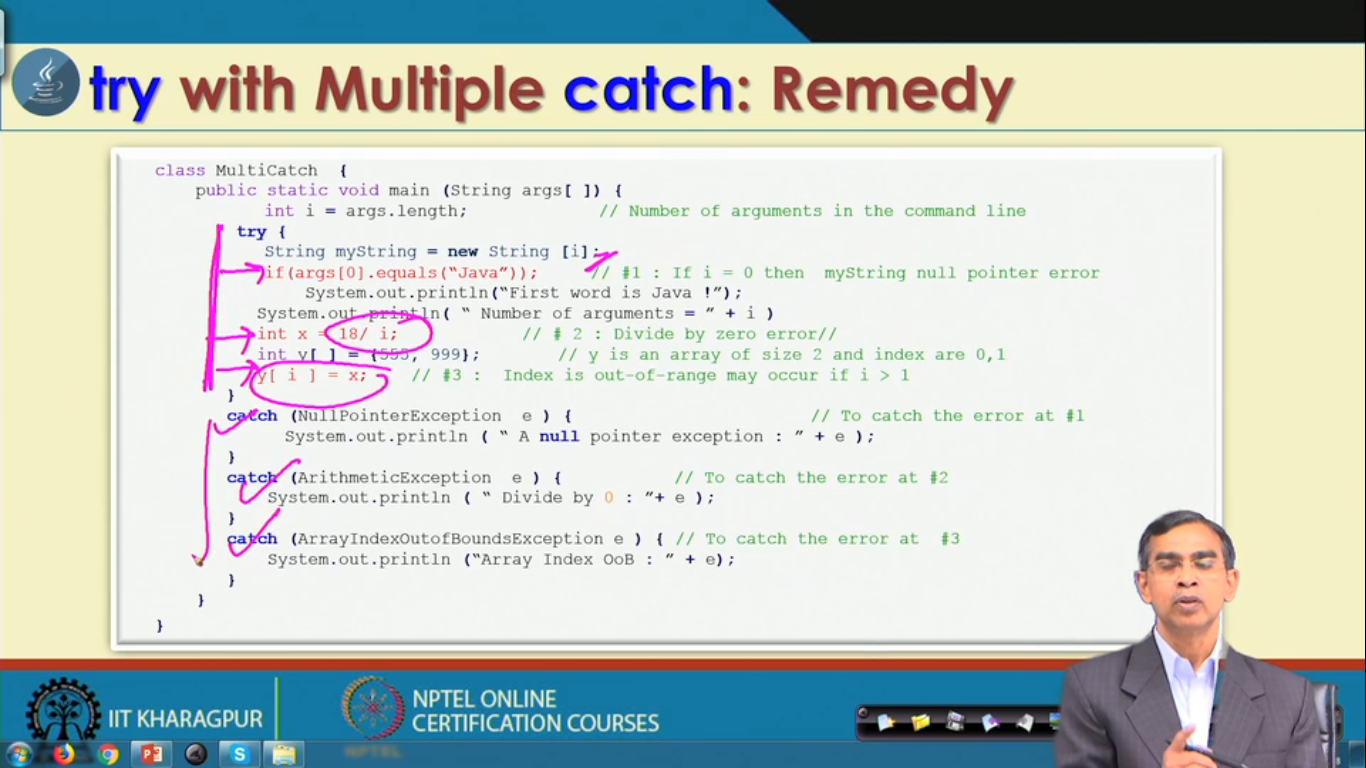 try with Multiple catch: Remedy
class MultiCatch {
public static void main (String args[ ]) {
int i = args.length; // Number of arguments in the command line
try {
String myString = new String [i];
if(args[0].equals(“Java”)); // #1 : If i = 0 then myString null pointer error
System.out.println(“First word is Java !”);
System.out.println( “ Number of arguments = ” + i )
int x = 18/ i; // # 2 : Divide by zero error//
int y[ ] = {555, 999}; // y is an array of size 2 and index are 0,1
y[ i ] = x; // #3 : Index is out-of-range may occur if i > 1
}
catch (NullPointerException e ) { // To catch the error at #1
System.out.println ( “ A null pointer exception : ” + e );
}
catch (ArithmeticException e ) { // To catch the error at #2
System.out.println ( “ Divide by 0 : ”+ e );
}
catch (ArrayIndexOutofBoundsException e ) { // To catch the error at #3
System.out.println (“Array Index OoB : ” + e);
}
}
}
IIT KHARAGPUR
NPTEL ONLINE
CERTIFICATION COURSES
NPTEL